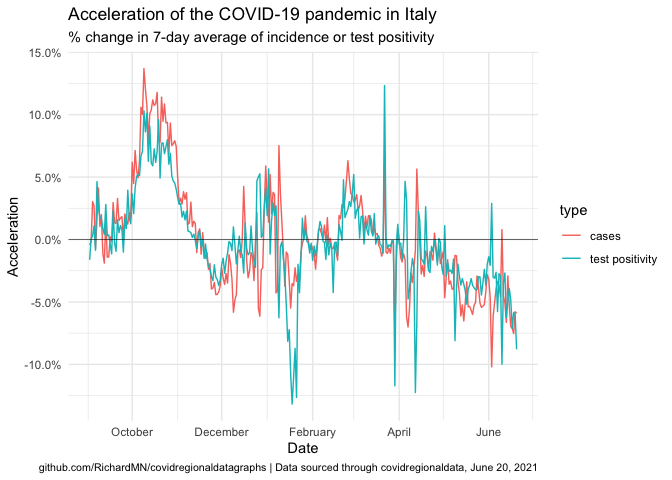 Acceleration of the COVID-19 pandemic in Italy
% change in 7-day average of incidence or test positivity
15.0%
10.0%
5.0%
0.0%
-5.0%
-10.0%
Acceleration
October December February April June
Date
type
cases
test positivity
github.com/RichardMN/covidregionaldatagraphs | Data sourced through covidregionaldata, June 20, 2021